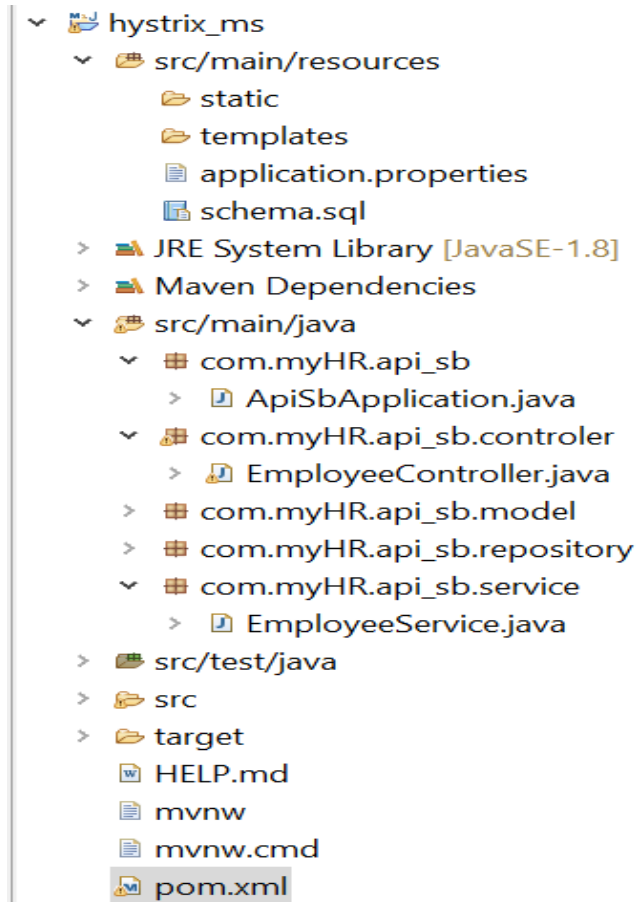 hystrix_ms
src/main/resources
static
templates
application.properties
schema.sql
JRE System Library [JavaSE-1.8]
Maven Dependencies
src/main/java
com.myHR.api_sb
ApiSbApplication.java
com.myHR.api_sb.controler
EmployeeController.java
com.myHR.api_sb.model
com.myHR.api_sb.repository
com.myHR.api_sb.service
EmployeeService.java
src/test/java
src
target
HELP.md
mvnw
mvnw.cmd
pom.xml